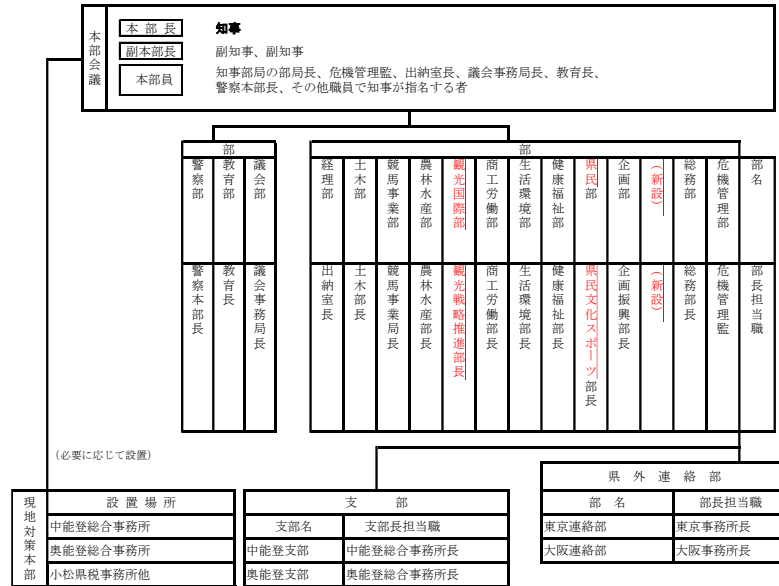 本部会議
本部長
知事
副本部長
副知事、副知事
本部員
知事部局の部局長、危機管理監、出納室長、議会事務局長、教育長、
警察本部長、その他職員で知事が指名する者
部
部
部名
危機管理部
総務部
(新設)
企画部
県民部
健康福祉部
生活環境部
商工労働部
観光国際部
農林水産部
競馬事業部
土木部
経理部
議会部
教育部
警察部
部長担当職
危機管理監
総務部長
(新設)
企画振興部長
県民文化スポーツ部長
健康福祉部長
生活環境部長
商工労働部長
観光戦略推進部長
農林水産部長
競馬事業局長
土木部長
出納室長
議会事務局長
教育長
警察本部長
(必要に応じて設置)
現地対策本部
設置場所
中能登総合事務所
奥能登総合事務所
小松県税事務所他
支部
支部名 支部長担当職
中能登支部 中能登総合事務所長
奥能登支部 奥能登総合事務所長
県外連絡部
部名 部長担当職
東京連絡部 東京事務所長
大阪連絡部 大阪事務所長